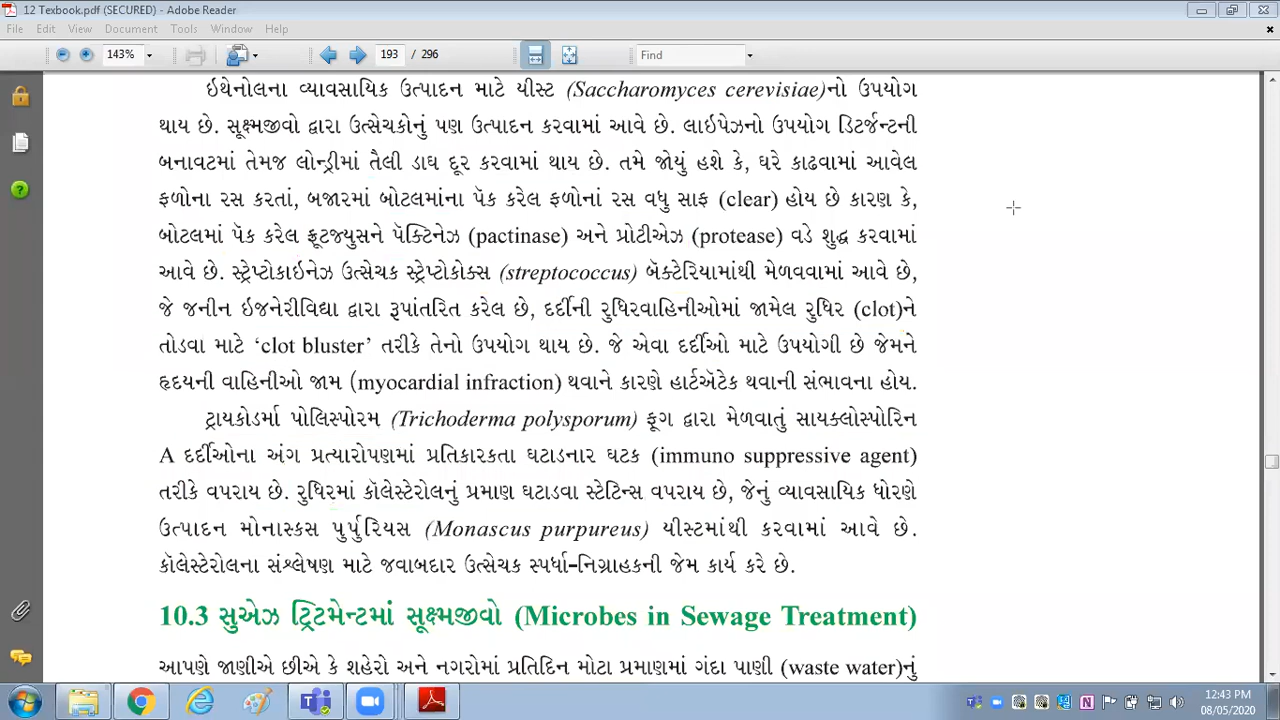 12 Texbook.pdf (SECURED) - Adobe Reader
File Edit View Document Tools Window Help
143% 193 / 296 Find
ઇથેનોલના વ્યાવસાયિક ઉત્પાદન માટે યીસ્ટ (Saccharomyces cerevisiae)નો ઉપયોગ
થાય છે. સૂક્ષ્મજીવો દ્વારા ઉત્સેચકોનું પણ ઉત્પાદન કરવામાં આવે છે. લાઇપેઝનો ઉપયોગ ડિટર્જન્ટની
બનાવટમાં તેમજ લોન્ડ્રીમાં તૈલી ડાઘ દૂર કરવામાં થાય છે. તમે જોયું હશે કે, ઘરે કાઢવામાં આવેલ
ફળોના રસ કરતાં, બજારમાં બોટલમાંના પૅક કરેલ ફળોનાં રસ વધુ સાફ (clear) હોય છે કારણ કે,
બોટલમાં પૅક કરેલ ફ્રૂટજ્યુસને પૅક્ટિનેઝ (pactinase) અને પ્રોટીએઝ (protease) વડે શુદ્ધ કરવામાં
આવે છે. સ્ટ્રેપ્ટોકાઇનેઝ ઉત્સેચક સ્ટ્રેપ્ટોકોક્સ (streptococcus) બૅક્ટેરિયામાંથી મેળવવામાં આવે છે,
જે જનીન ઇજનેરીવિદ્યા દ્વારા રૂપાંતરિત કરેલ છે, દર્દીની રુધિરવાહિનીઓમાં જામેલ રુધિર (clot)ને
તોડવા માટે ‘clot bluster’ તરીકે તેનો ઉપયોગ થાય છે. જે એવા દર્દીઓ માટે ઉપયોગી છે જેમને
હૃદયની વાહિનીઓ જામ (myocardial infraction) થવાને કારણે હાર્ટઍટેક થવાની સંભાવના હોય.
ટ્રાયકોડર્મા પોલિસ્પોરમ (Trichoderma polysporum) ફૂગ દ્વારા મેળવાતું સાયક્લોસ્પોરિન
A દર્દીઓના અંગ પ્રત્યારોપણમાં પ્રતિકારકતા ઘટાડનાર ઘટક (immuno suppressive agent)
તરીકે વપરાય છે. રુધિરમાં કૉલેસ્ટેરોલનું પ્રમાણ ઘટાડવા સ્ટેટિન્સ વપરાય છે, જેનું વ્યાવસાયિક ધોરણે
ઉત્પાદન મોનાસ્કસ પુર્પુરિયસ (Monascus purpureus) યીસ્ટમાંથી કરવામાં આવે છે.
કૉલેસ્ટેરોલના સંશ્લેષણ માટે જવાબદાર ઉત્સેચક સ્પર્ધા-નિગ્રાહકની જેમ કાર્ય કરે છે.
10.3 સુએઝ ટ્રિટમેન્ટમાં સૂક્ષ્મજીવો (Microbes in Sewage Treatment)
આપણે જાણીએ છીએ કે શહેરો અને નગરોમાં પ્રતિદિન મોટા પ્રમાણમાં ગંદા પાણી (waste water)નું
12:43 PM
08/05/2020